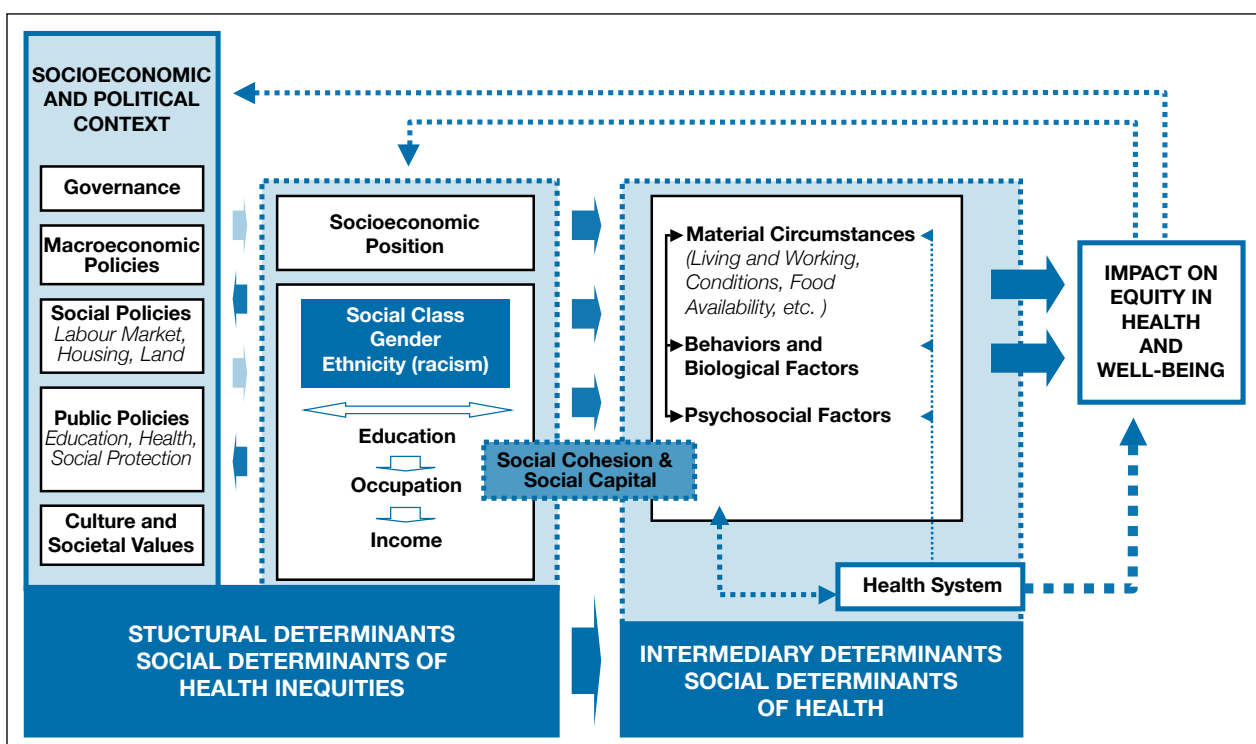 SOCIOECONOMIC
AND POLITICAL
CONTEXT
Governance
Macroeconomic
Policies
Social Policies
Labour Market,
Housing, Land
Public Policies
Education, Health,
Social Protection
Culture and
Societal Values
Socioeconomic
Position
Social Class
Gender
Ethnicity (racism)
Education
Occupation
Income
Social Cohesion &
Social Capital
Material Circumstances
(Living and Working,
Conditions, Food
Availability, etc. )
Behaviors and
Biological Factors
Psychosocial Factors
Health System
IMPACT ON
EQUITY IN
HEALTH
AND
WELL-BEING
STUCTURAL DETERMINANTS
SOCIAL DETERMINANTS OF
HEALTH INEQUITIES
INTERMEDIARY DETERMINANTS
SOCIAL DETERMINANTS
OF HEALTH